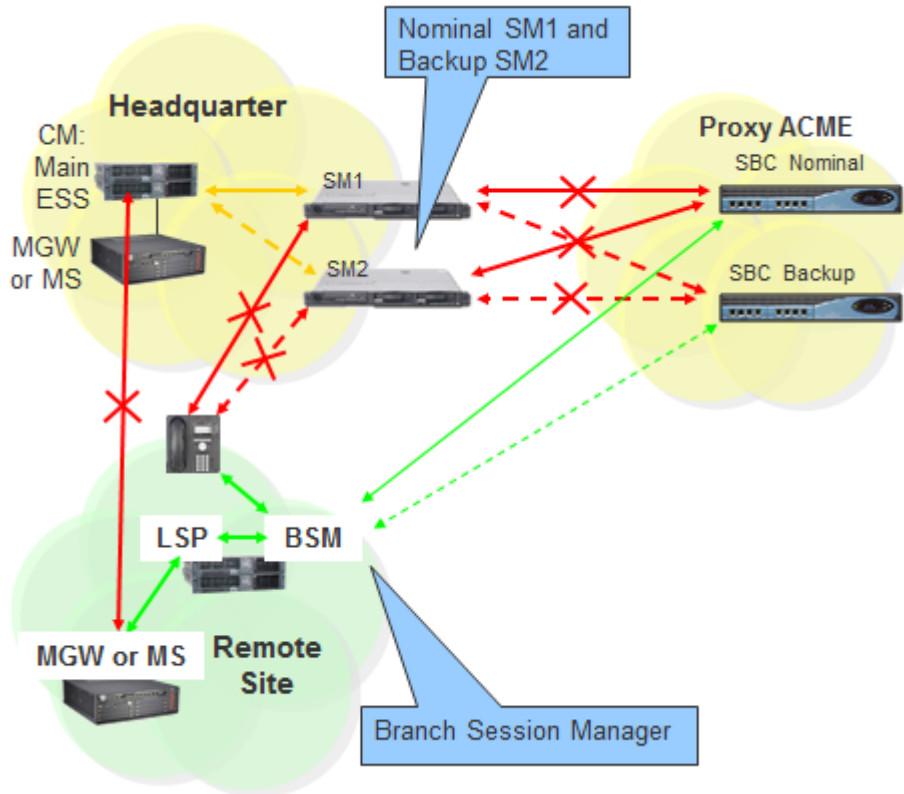 Nominal SM1 and
Backup SM2
Headquarter
CM:
Main
ESS
MGW
or MS
SM1
SM2
Proxy ACME
SBC Nominal
SBC Backup
LSP
BSM
MGW or MS
Remote
Site
Branch Session Manager